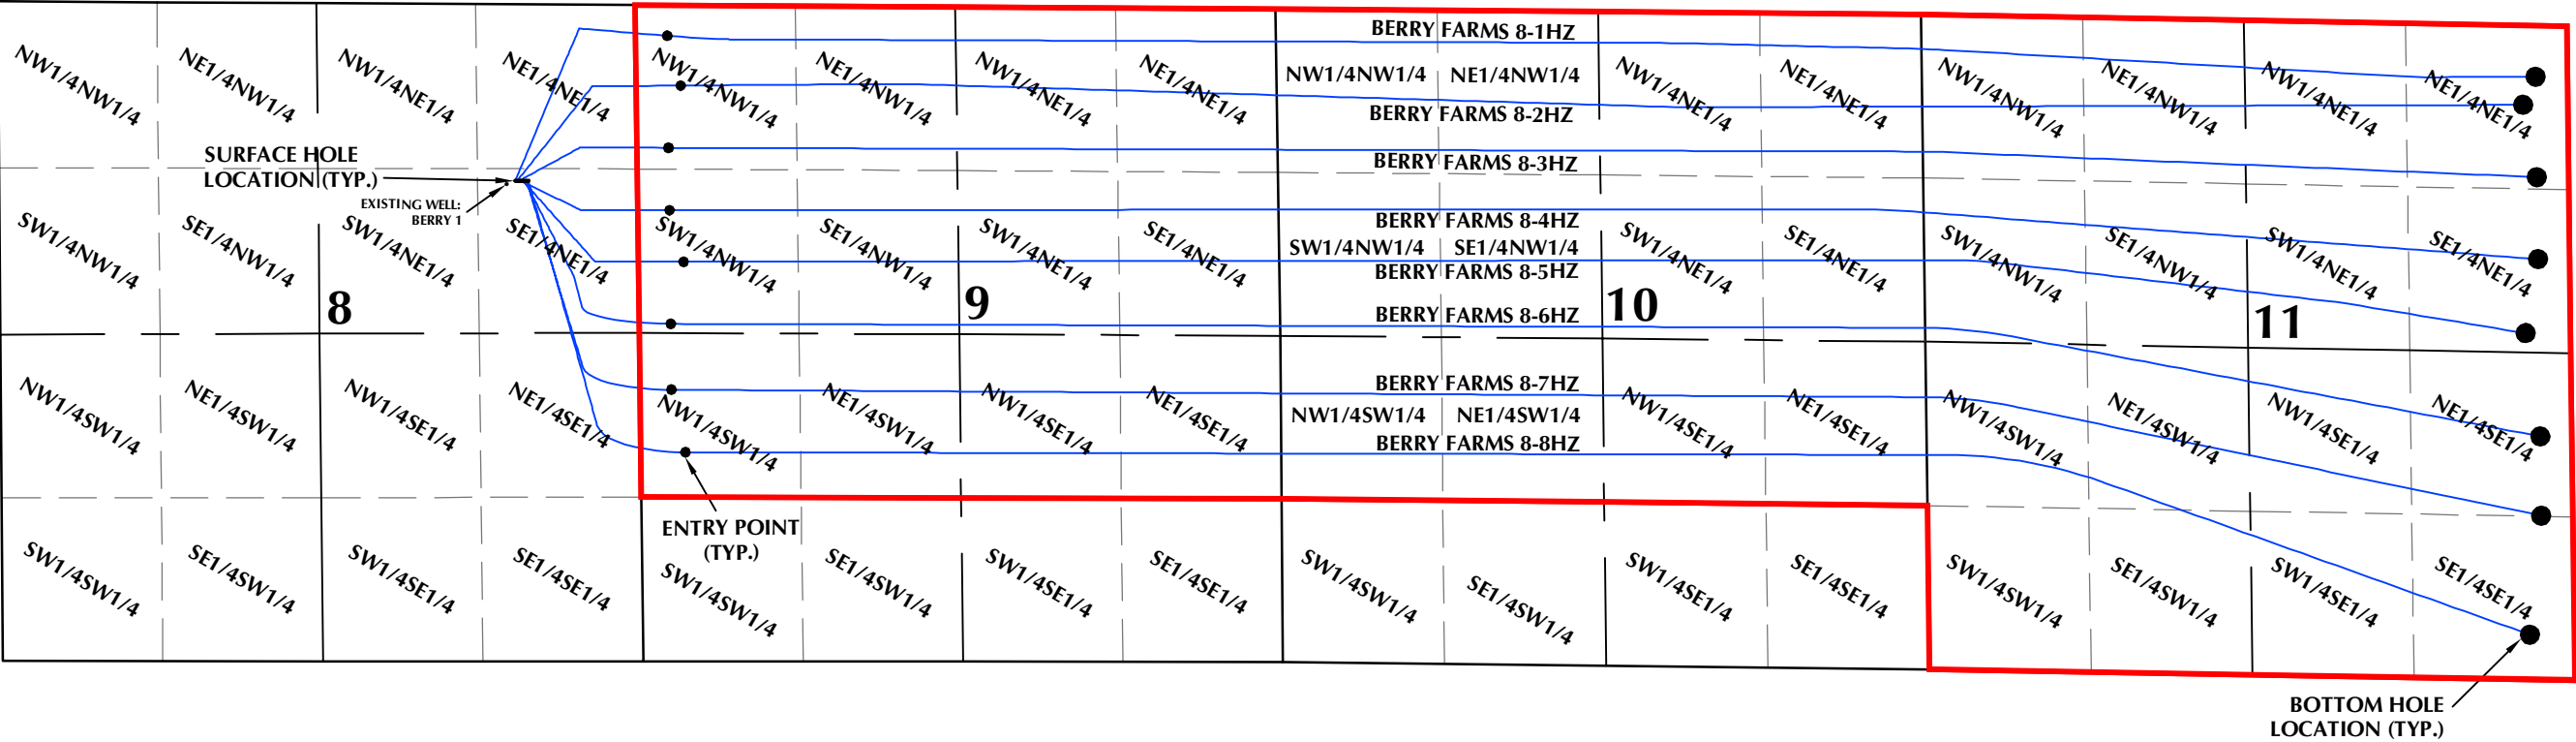 BERRY FARMS 8-1HZ
NW1/4NW1/4 NE1/4NW1/4 NW1/4NE1/4 NE1/4NE1/4 NW1/4NW1/4 NE1/4NW1/4 NW1/4NE1/4 NE1/4NE1/4 NW1/4NW1/4 NE1/4NW1/4 NW1/4NE1/4 NE1/4NE1/4 NW1/4NW1/4 NE1/4NW1/4 NW1/4NE1/4 NE1/4NE1/4
BERRY FARMS 8-2HZ
SURFACE HOLE
LOCATION (TYP.)
BERRY FARMS 8-3HZ
EXISTING WELL:
BERRY 1
BERRY FARMS 8-4HZ
SW1/4NW1/4 SE1/4NW1/4 SW1/4NE1/4 SE1/4NE1/4 SW1/4NW1/4 SE1/4NW1/4 SW1/4NE1/4 SE1/4NE1/4 SW1/4NW1/4 SE1/4NW1/4 SW1/4NE1/4 SE1/4NE1/4 SW1/4NW1/4 SE1/4NW1/4 SW1/4NE1/4 SE1/4NE1/4
BERRY FARMS 8-5HZ
8 9 10 11
BERRY FARMS 8-6HZ
BERRY FARMS 8-7HZ
NW1/4SW1/4 NE1/4SW1/4 NW1/4SE1/4 NE1/4SE1/4 NW1/4SW1/4 NE1/4SW1/4 NW1/4SE1/4 NE1/4SE1/4 NW1/4SW1/4 NE1/4SW1/4 NW1/4SE1/4 NE1/4SE1/4 NW1/4SW1/4 NE1/4SW1/4 NW1/4SE1/4 NE1/4SE1/4
BERRY FARMS 8-8HZ
ENTRY POINT
(TYP.)
SW1/4SW1/4 SE1/4SW1/4 SW1/4SE1/4 SE1/4SE1/4 SW1/4SW1/4 SE1/4SW1/4 SW1/4SE1/4 SE1/4SE1/4 SW1/4SW1/4 SE1/4SW1/4 SW1/4SE1/4 SE1/4SE1/4 SW1/4SW1/4 SE1/4SW1/4 SW1/4SE1/4 SE1/4SE1/4
BOTTOM HOLE
LOCATION (TYP.)